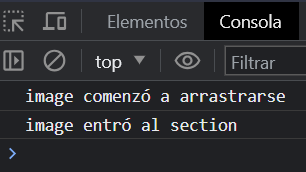 Elementos Consola
top Filtrar
image comenzó a arrastrarse
image entró al section